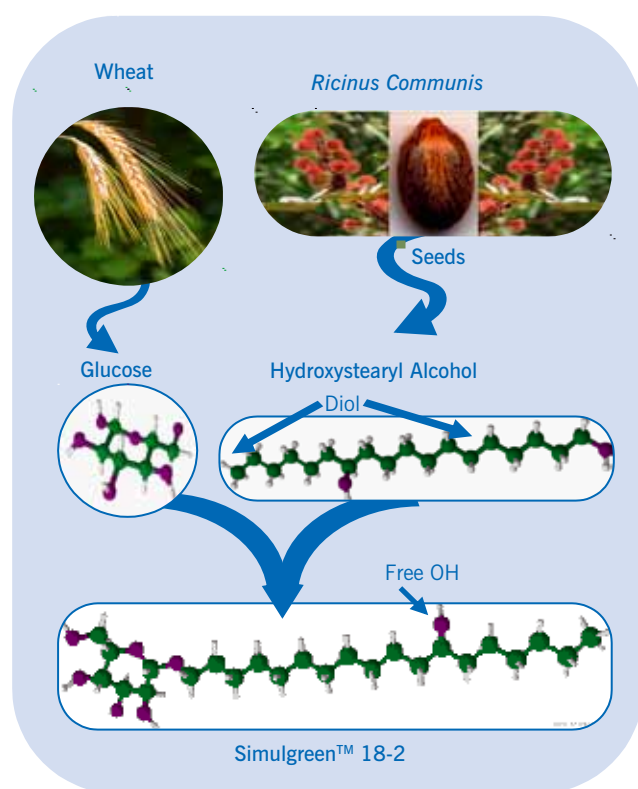 Wheat
Ricinus Communis
Seeds
Glucose
Hydroxystearyl Alcohol
Diol
Free OH
Simulgreen™ 18-2